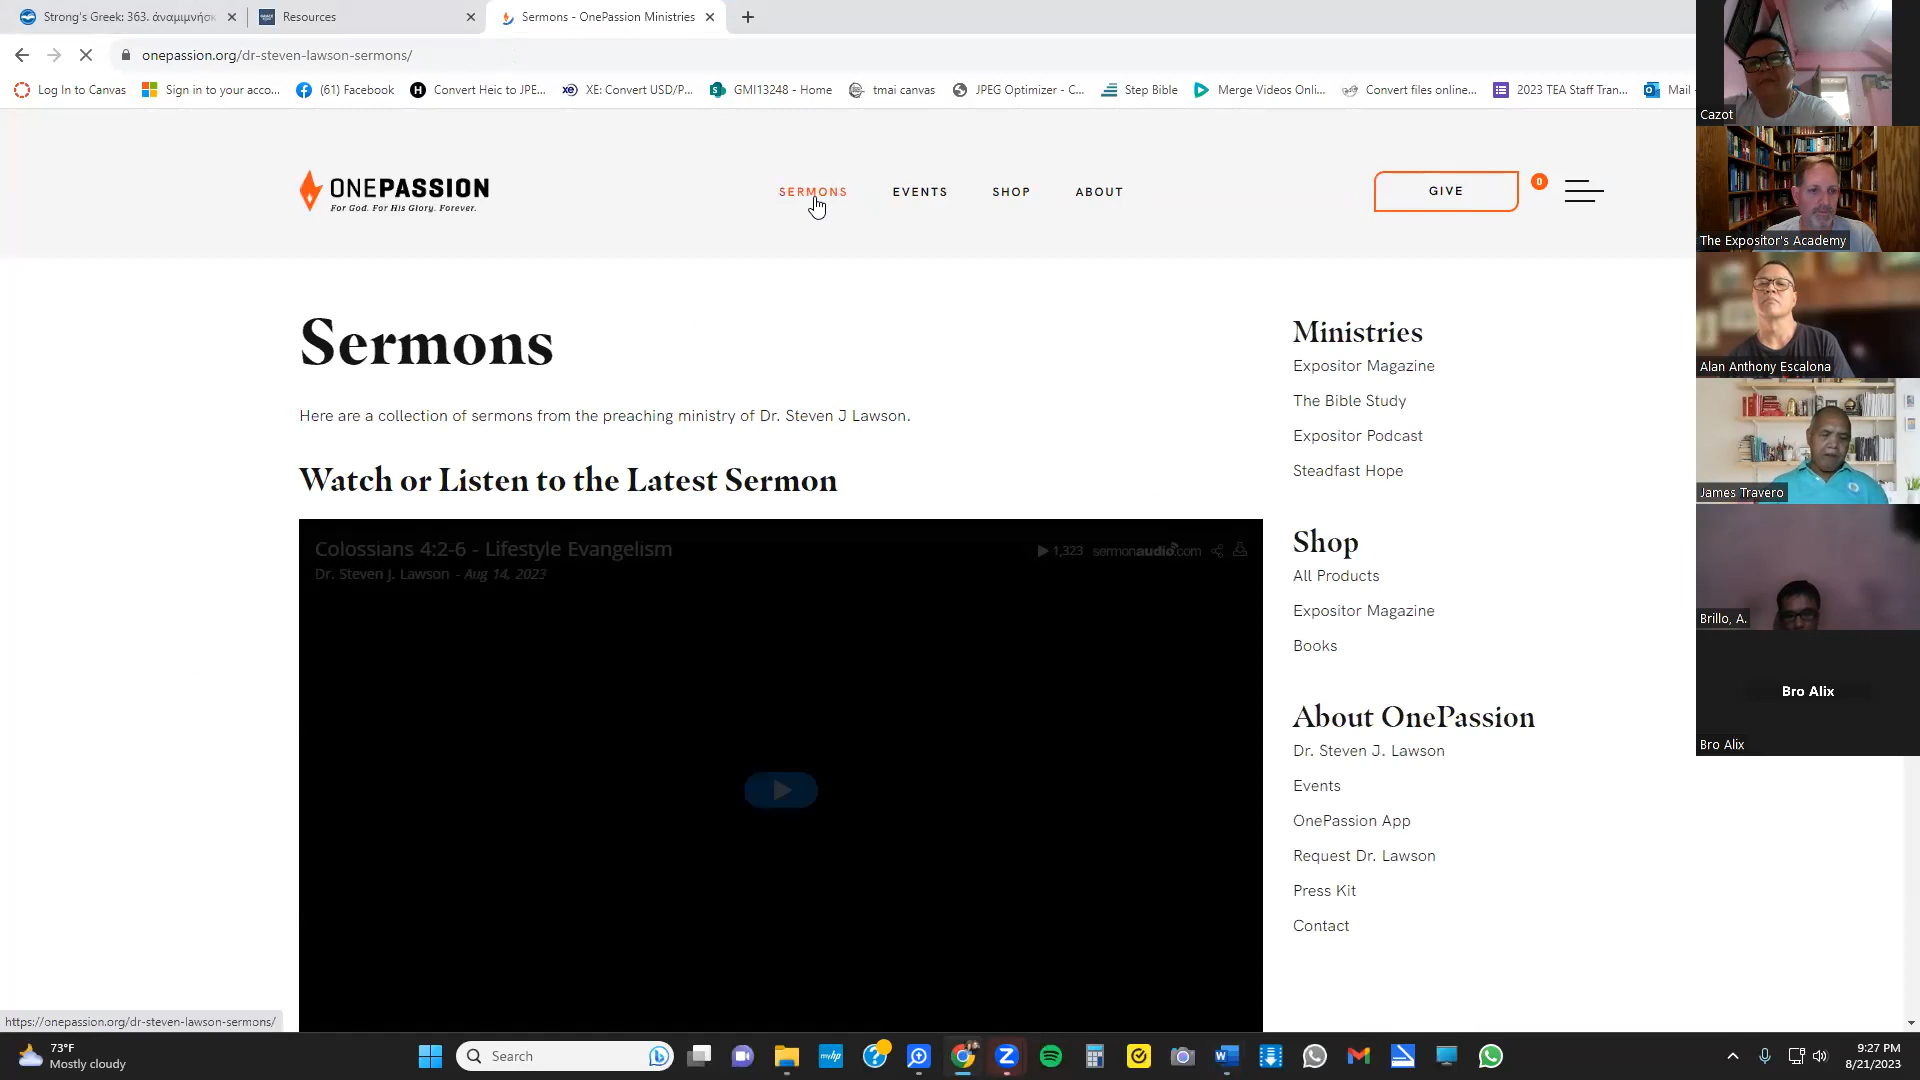 Strong's Greek: 363. ἀναμιμνήσκ
Resources
Sermons - OnePassion Ministries
onepassion.org/dr-steven-lawson-sermons/
Log In to Canvas
Sign in to your acco...
(61) Facebook
Convert Heic to JPE...
XE: Convert USD/P...
GMI13248 - Home
tmai canvas
JPEG Optimizer - C...
Step Bible
Merge Videos Onli...
Convert files online...
2023 TEA Staff Tran...
Mail
ONEPASSION
For God. For His Glory. Forever.
SERMONS
EVENTS
SHOP
ABOUT
GIVE
0
Sermons
Here are a collection of sermons from the preaching ministry of Dr. Steven J Lawson.
Watch or Listen to the Latest Sermon
Colossians 4:2-6 - Lifestyle Evangelism
Dr. Steven J. Lawson - Aug 14, 2023
1,323
sermonaudio.com
Ministries
Expositor Magazine
The Bible Study
Expositor Podcast
Steadfast Hope
Shop
All Products
Expositor Magazine
Books
About OnePassion
Dr. Steven J. Lawson
Events
OnePassion App
Request Dr. Lawson
Press Kit
Contact
Cazot
The Expositor's Academy
Alan Anthony Escalona
James Travero
Brillo, A.
Bro Alix
Bro Alix
https://onepassion.org/dr-steven-lawson-sermons/
73°F
Mostly cloudy
Search
myhp
9:27 PM
8/21/2023